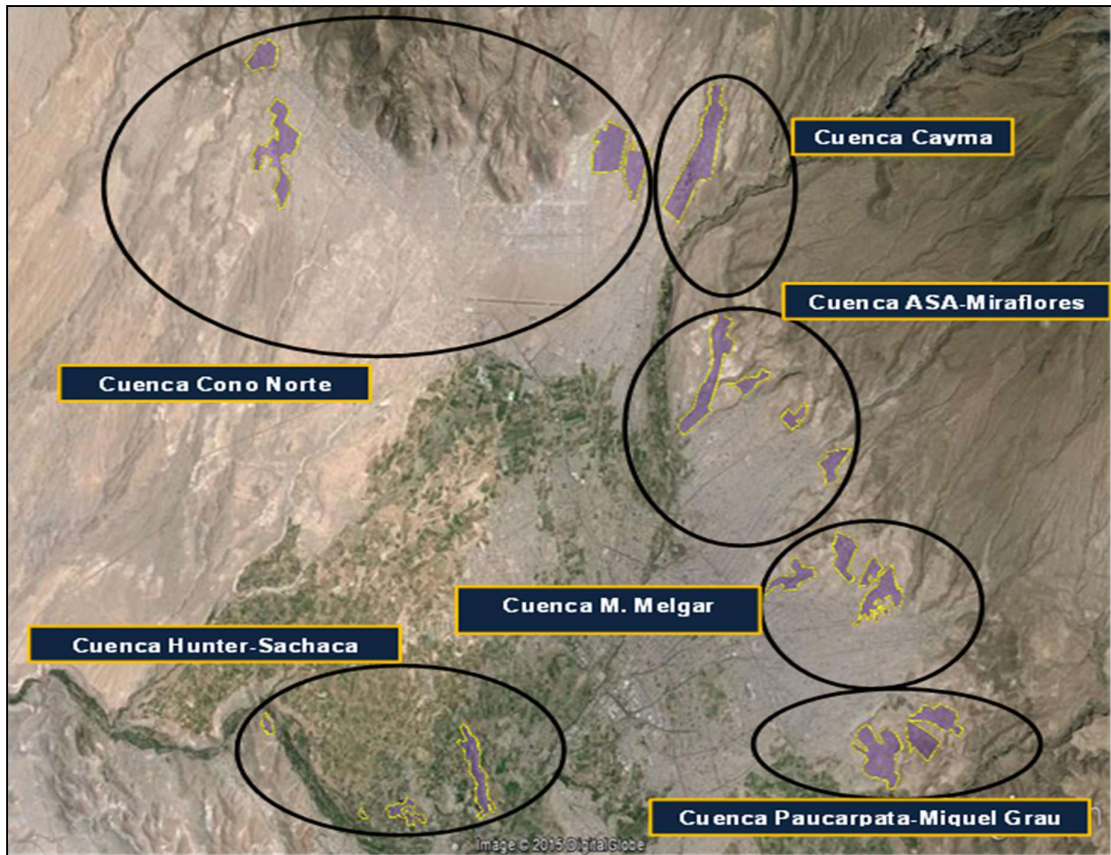 Cuenca Cayma
Cuenca ASA-Miraflores
Cuenca Cono Norte
Cuenca M. Melgar
Cuenca Hunter-Sachaca
Cuenca Paucarpata-Miguel Grau
Image © 2015 DigitalGlobe